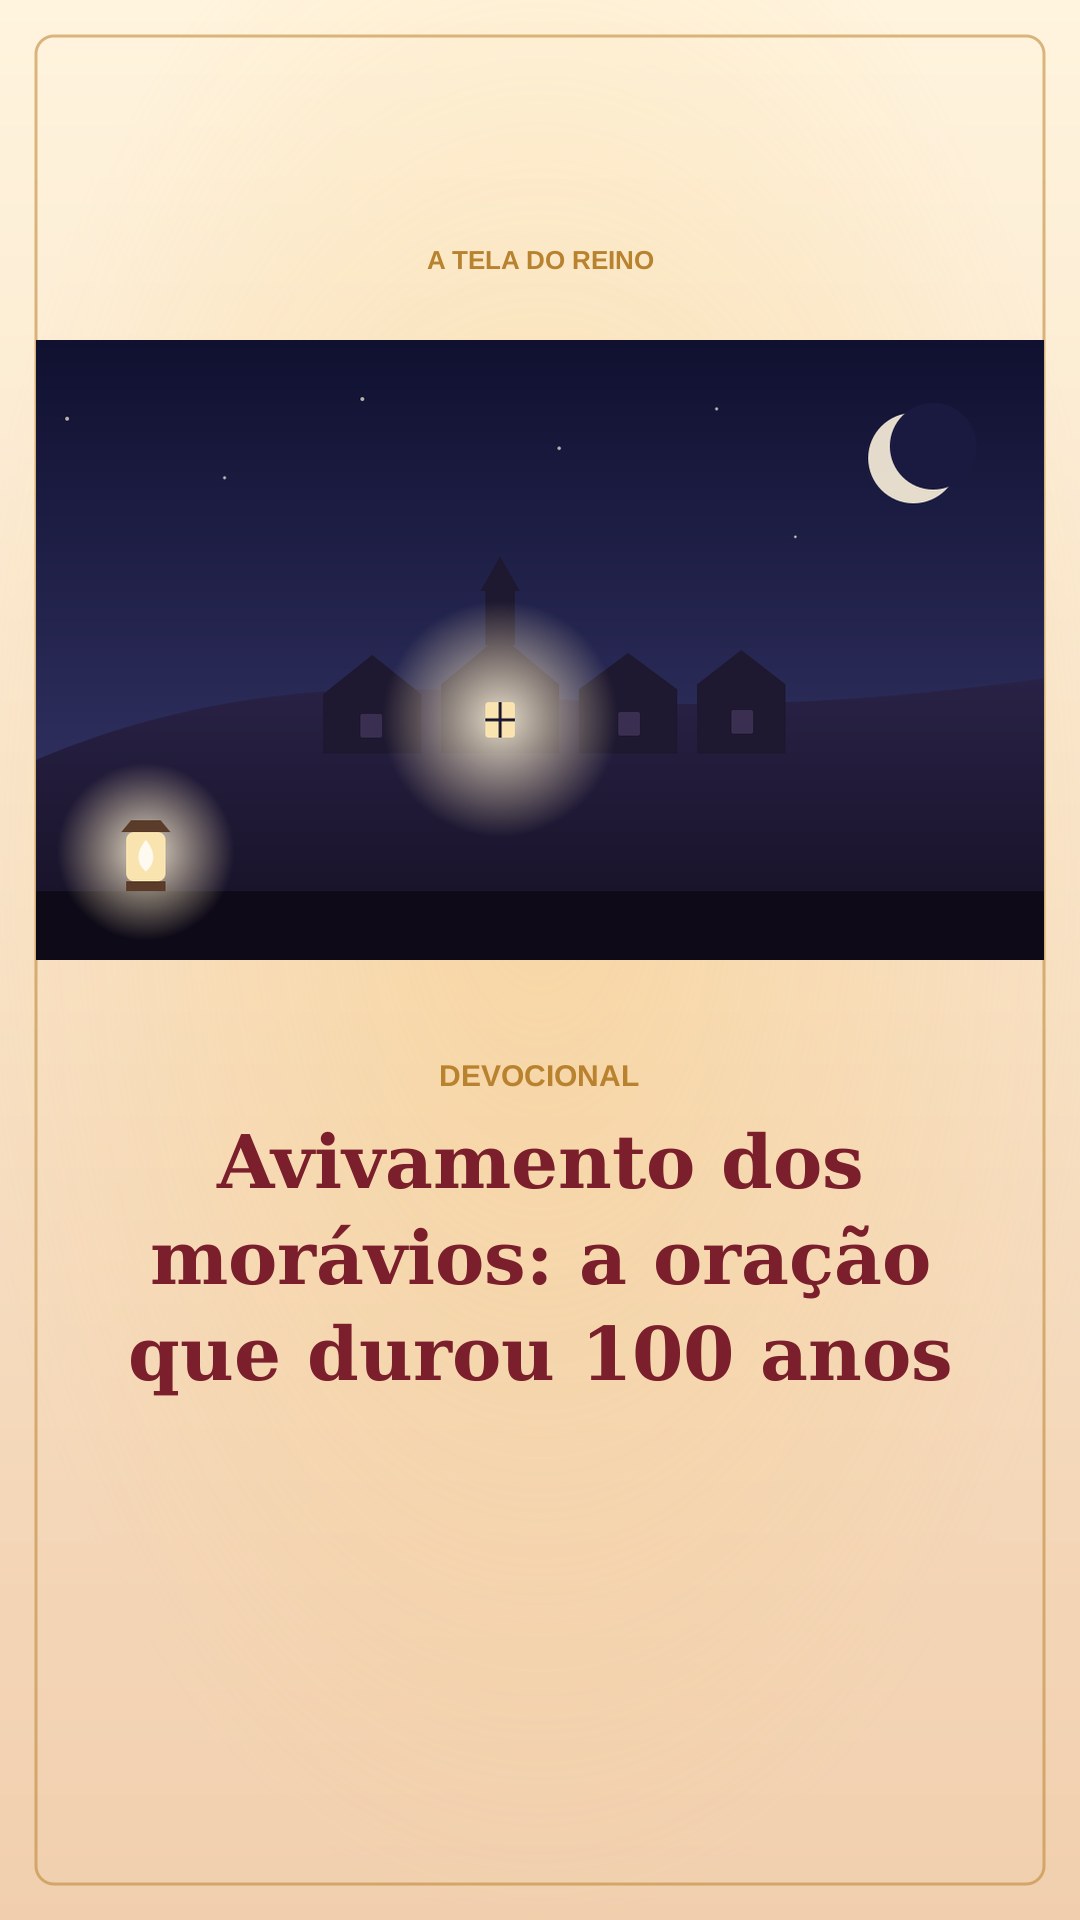 A TELA DO REINO
DEVOCIONAL
Avivamento dos
morávios: a oração
que durou 100 anos